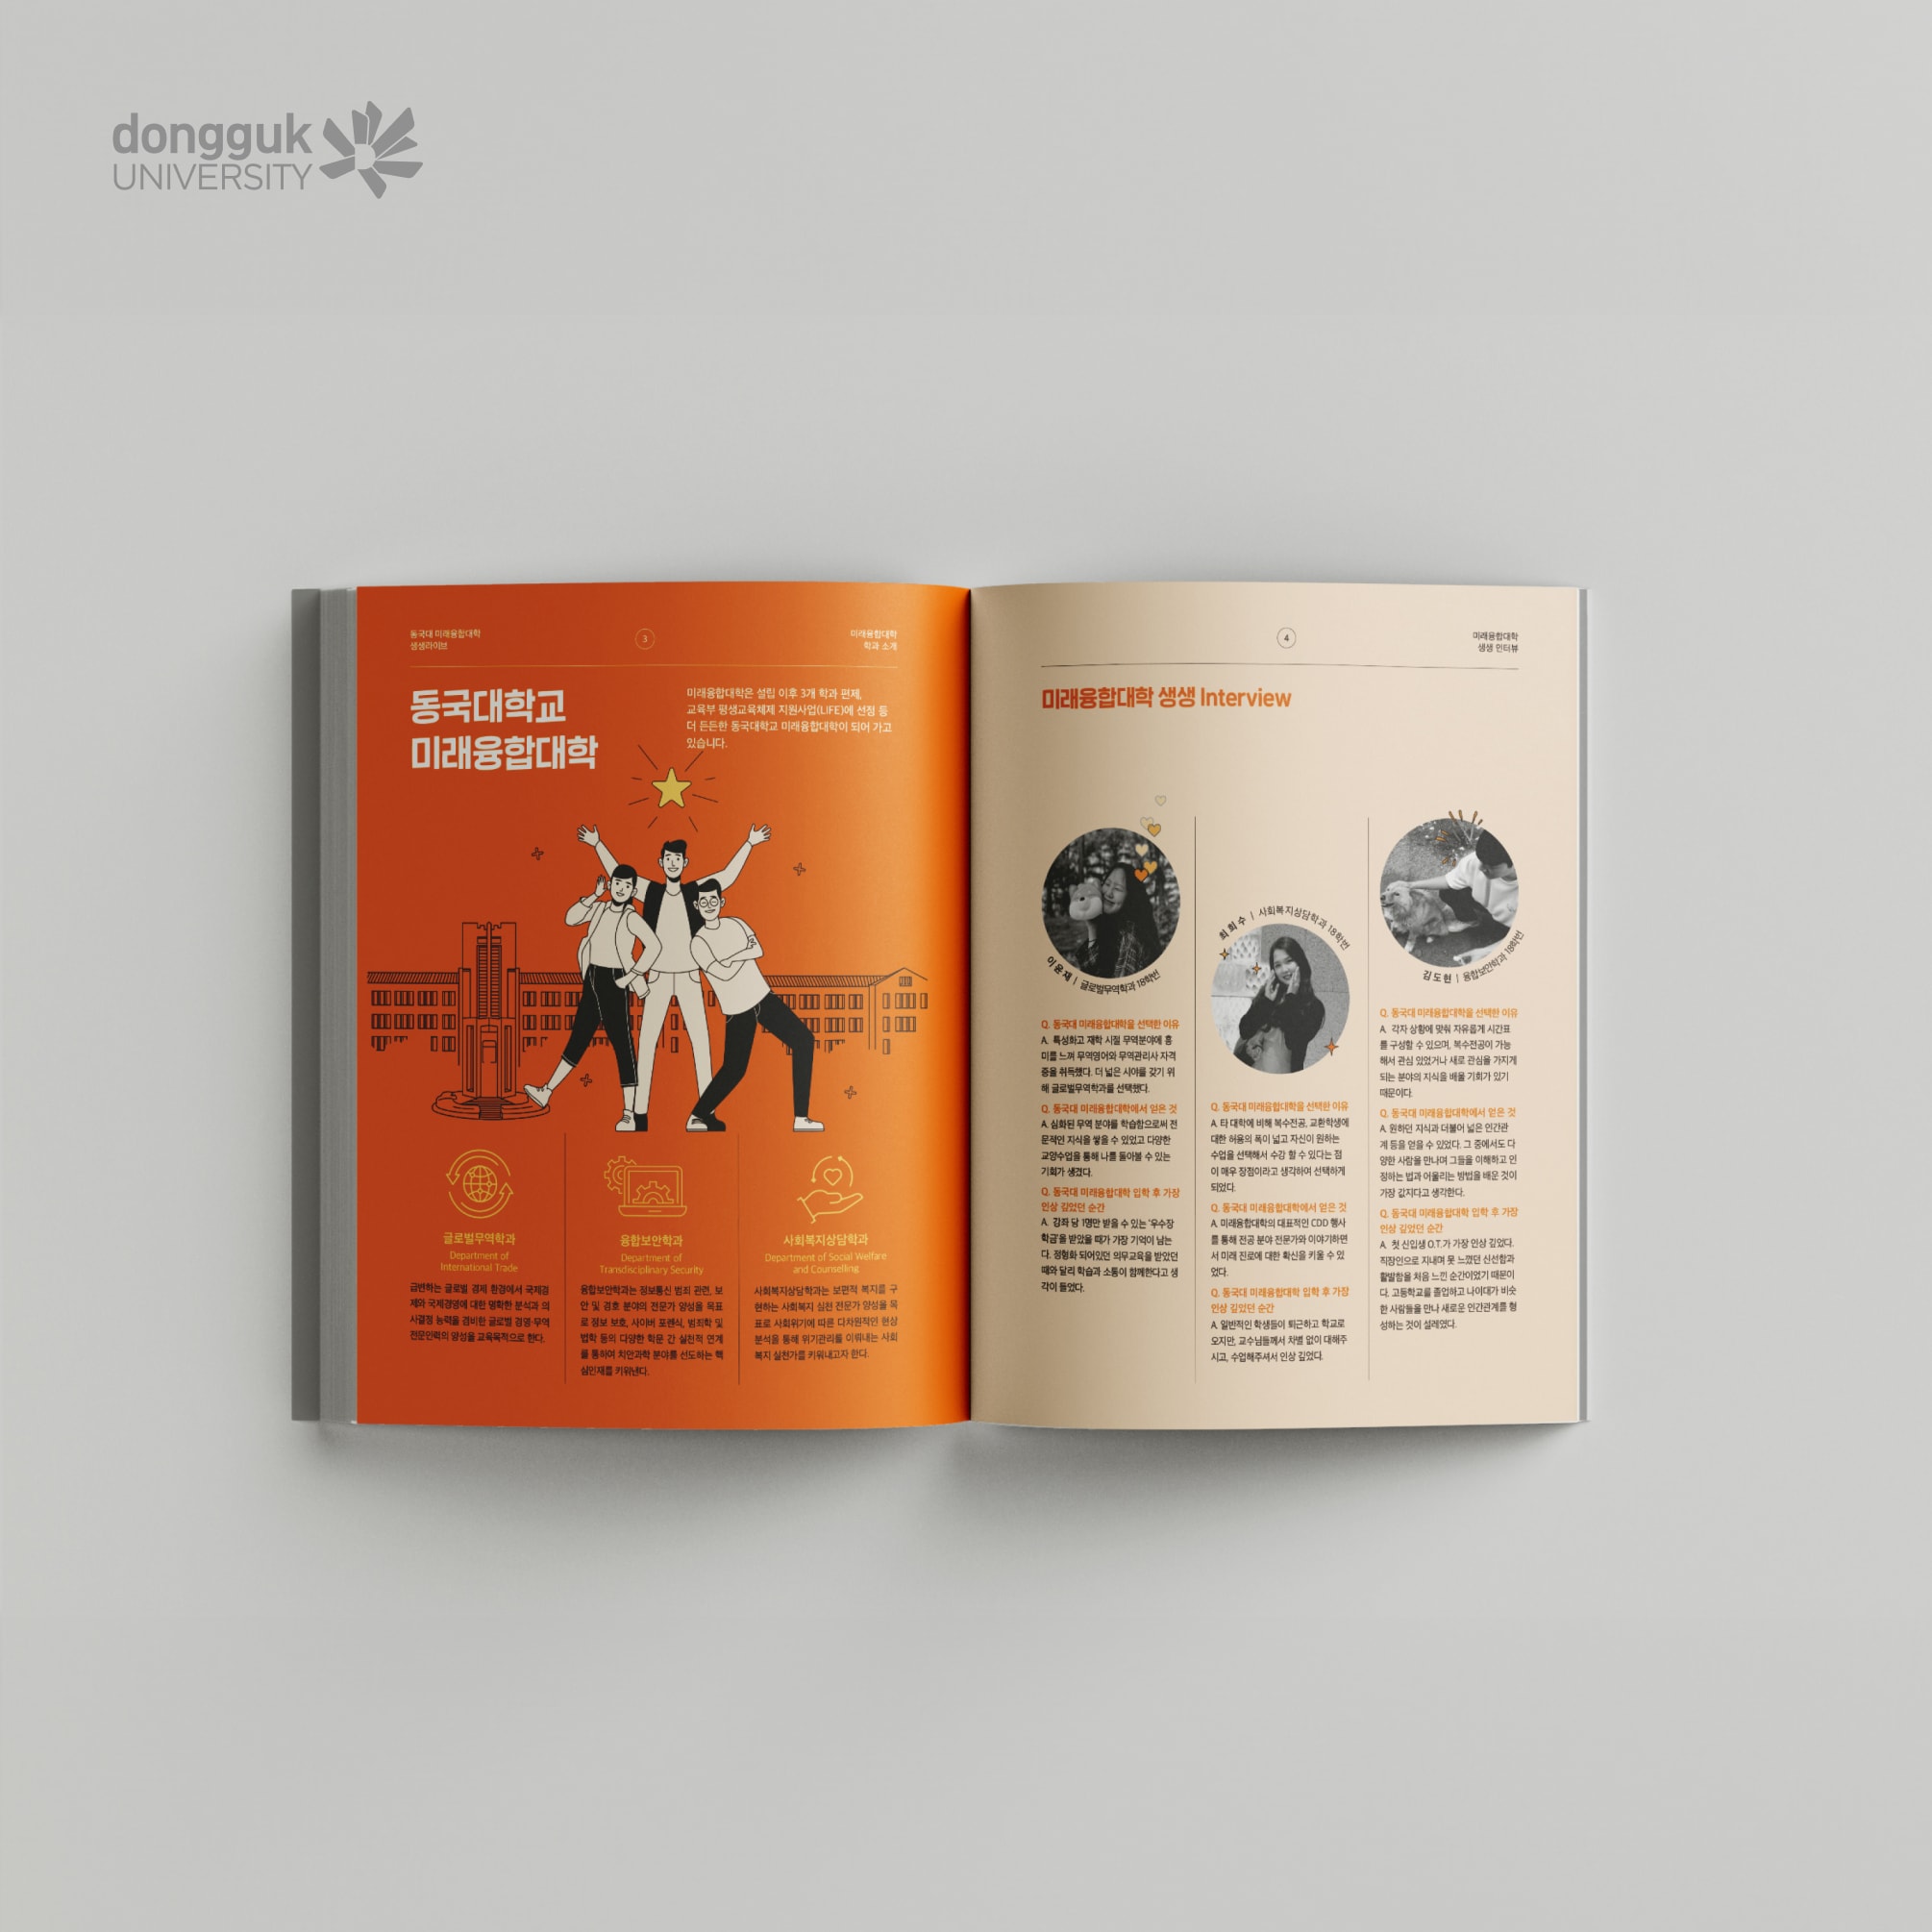 dongguk
UNIVERSITY
동국대 미래융합대학
생생라이브
3
미래융합대학
학과 소개
동국대학교
미래융합대학
미래융합대학은 설립 이후 3개 학과 편제,
교육부 평생교육체제 지원사업(LIFE)에 선정 등
더 든든한 동국대학교 미래융합대학이 되어 가고
있습니다.
글로벌무역학과
Department of
International Trade
급변하는 글로벌 경제 환경에서 국제경
제와 국제경영에 대한 명확한 분석과 의
사결정 능력을 겸비한 글로벌 경영·무역
전문인력의 양성을 교육목적으로 한다.
융합보안학과
Department of
Transdisciplinary Security
융합보안학과는 정보통신 범죄 관련, 보
안 및 경호 분야의 전문가 양성을 목표
로 정보 보호, 사이버 포렌식, 범죄학 및
법학 등의 다양한 학문 간 실천적 연계
를 통하여 치안과학 분야를 선도하는 핵
심인재를 키워낸다.
사회복지상담학과
Department of Social Welfare
and Counselling
사회복지상담학과는 보편적 복지를 구
현하는 사회복지 실천 전문가 양성을 목
표로 사회위기에 따른 다차원적인 현상
분석을 통해 위기관리를 이뤄내는 사회
복지 실천가를 키워내고자 한다.
4
미래융합대학
생생 인터뷰
미래융합대학 생생 Interview
이윤재 | 글로벌무역학과 18학번
Q. 동국대 미래융합대학을 선택한 이유
A. 특성화고 재학 시절 무역분야에 흥
미를 느껴 무역영어와 무역관리사 자격
증을 취득했다. 더 넓은 시야를 갖기 위
해 글로벌무역학과를 선택했다.
Q. 동국대 미래융합대학에서 얻은 것
A. 심화된 무역 분야를 학습함으로써 전
문적인 지식을 쌓을 수 있었고 다양한
교양수업을 통해 나를 돌아볼 수 있는
기회가 생겼다.
Q. 동국대 미래융합대학 입학 후 가장
인상 깊었던 순간
A. 강좌 당 1명만 받을 수 있는 '우수장
학금'을 받았을 때가 가장 기억이 남는
다. 정형화 되어있던 의무교육을 받았던
때와 달리 학습과 소통이 함께한다고 생
각이 들었다.
최희수 | 사회복지상담학과 18학번
Q. 동국대 미래융합대학을 선택한 이유
A. 타 대학에 비해 복수전공, 교환학생에
대한 허용의 폭이 넓고 자신이 원하는
수업을 선택해서 수강 할 수 있다는 점
이 매우 장점이라고 생각하여 선택하게
되었다.
Q. 동국대 미래융합대학에서 얻은 것
A. 미래융합대학의 대표적인 CDD 행사
를 통해 전공 분야 전문가와 이야기하면
서 미래 진로에 대한 확신을 키울 수 있
었다.
Q. 동국대 미래융합대학 입학 후 가장
인상 깊었던 순간
A. 일반적인 학생들이 퇴근하고 학교로
오지만, 교수님들께서 차별 없이 대해주
시고, 수업해주셔서 인상 깊었다.
김도현 | 융합보안학과 18학번
Q. 동국대 미래융합대학을 선택한 이유
A. 각자 상황에 맞춰 자유롭게 시간표
를 구성할 수 있으며, 복수전공이 가능
해서 관심 있었거나 새로 관심을 가지게
되는 분야의 지식을 배울 기회가 있기
때문이다.
Q. 동국대 미래융합대학에서 얻은 것
A. 원하던 지식과 더불어 넓은 인간관
계 등을 얻을 수 있었다. 그 중에서도 다
양한 사람을 만나며 그들을 이해하고 인
정하는 법과 어울리는 방법을 배운 것이
가장 값지다고 생각한다.
Q. 동국대 미래융합대학 입학 후 가장
인상 깊었던 순간
A. 첫 신입생 O.T.가 가장 인상 깊었다.
직장인으로 지내며 못 느꼈던 신선함과
활발함을 처음 느낀 순간이었기 때문이
다. 고등학교를 졸업하고 나이대가 비슷
한 사람들을 만나 새로운 인간관계를 형
성하는 것이 설레였다.